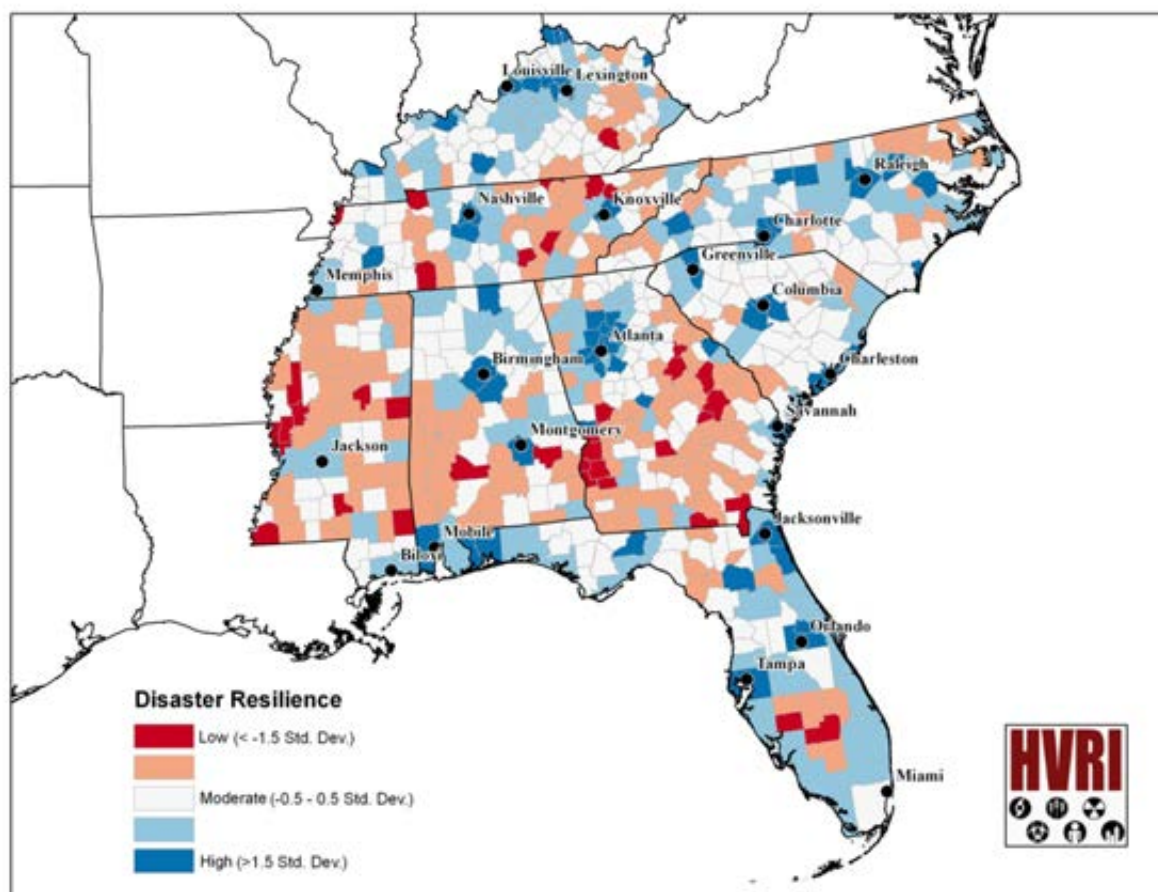 Louisville
Lexington
Raleigh
Nashville
Knoxville
Charlotte
Greenville
Memphis
Columbia
Atlanta
Birmingham
Charleston
Savannah
Montgomery
Jackson
Jacksonville
Mobile
Biloxi
Orlando
Tampa
Disaster Resilience
Low (< -1.5 Std. Dev.)
Moderate (-0.5 - 0.5 Std. Dev.)
High (>1.5 Std. Dev.)
Miami
HVRI